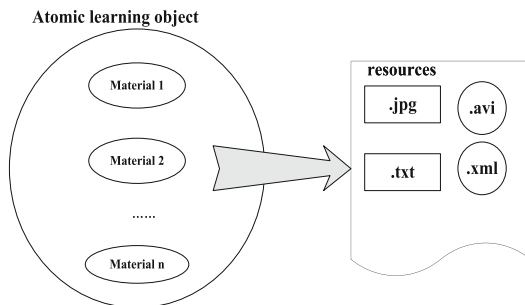 Atomic learning object
Material 1
Material 2
......
Material n
resources
.jpg
.avi
.txt
.xml